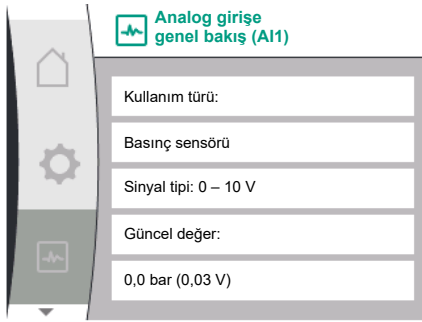 Analog girişe
genel bakış (AI1)
Kullanım türü:
Basınç sensörü
Sinyal tipi: 0 – 10 V
Güncel değer:
0,0 bar (0,03 V)